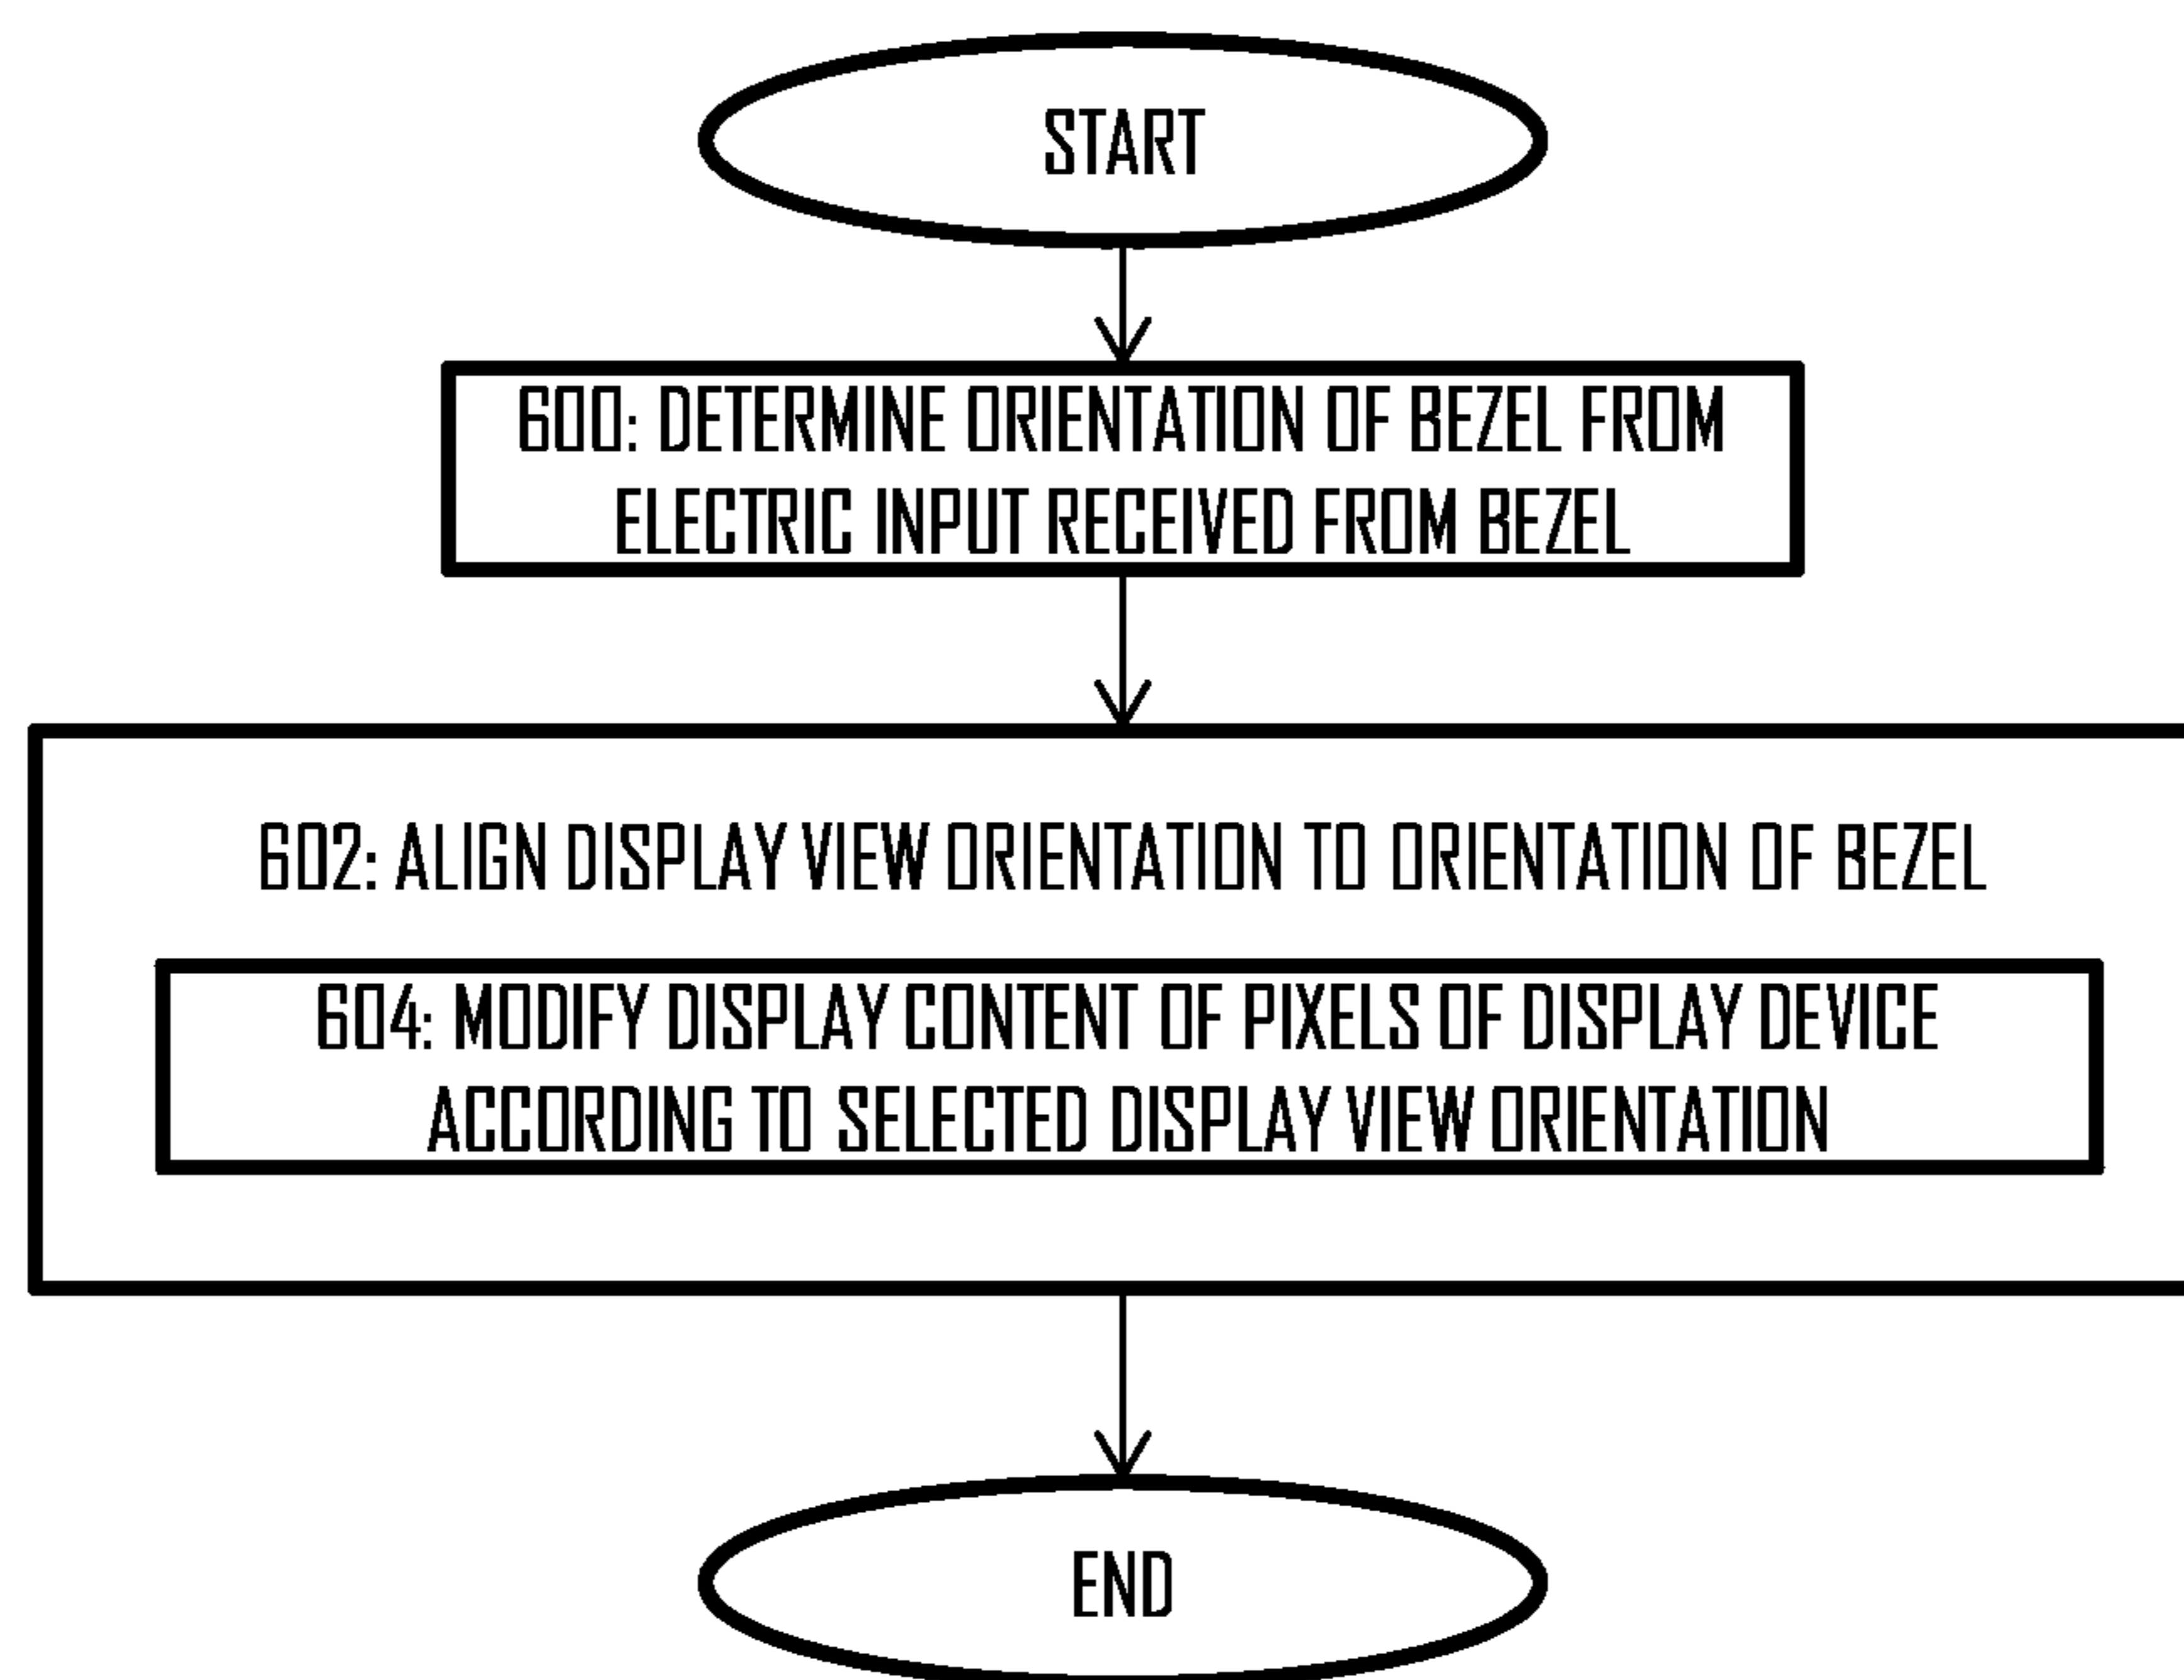 START
600: DETERMINE ORIENTATION OF BEZEL FROM
ELECTRIC INPUT RECEIVED FROM BEZEL
602: ALIGN DISPLAY VIEW ORIENTATION TO ORIENTATION OF BEZEL
604: MODIFY DISPLAY CONTENT OF PIXELS OF DISPLAY DEVICE
ACCORDING TO SELECTED DISPLAY VIEW ORIENTATION
END